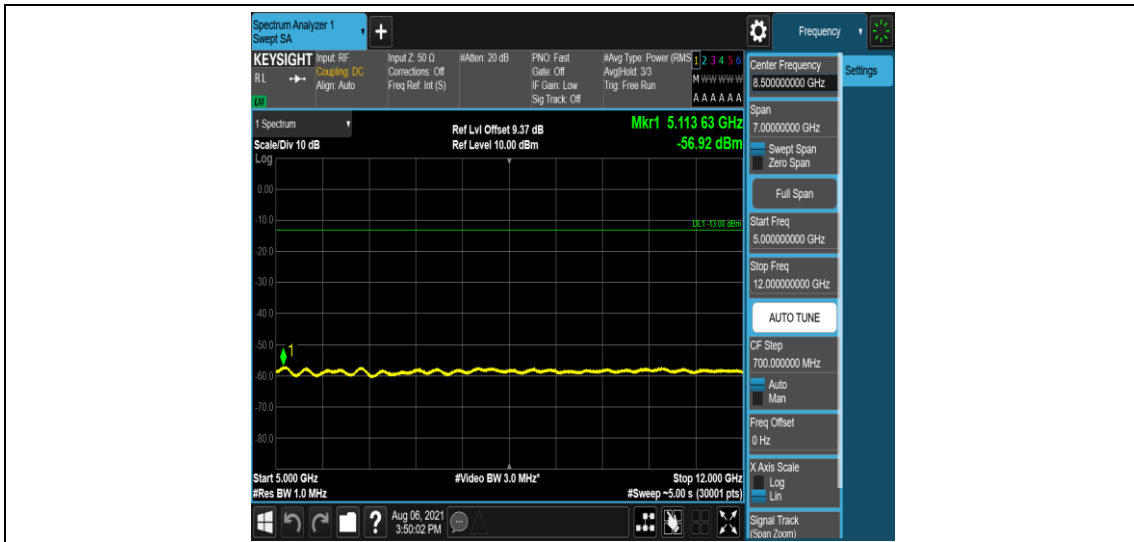 Spectrum Analyzer 1
Swept SA
+
Frequency
KEYSIGHT
RL
LM
Input: RF
Coupling: DC
Align: Auto
Input Z: 50 Ω
Corrections: Off
Freq Ref: Int (S)
#Atten: 20 dB
PNO: Fast
Gate: Off
IF Gain: Low
Sig Track: Off
#Avg Type: Power (RMS
Avg|Hold: 3/3
Trig: Free Run
1 2 3 4 5 6
M W W W W W
A A A A A A
1 Spectrum
Scale/Div 10 dB
Log
Ref Lvl Offset 9.37 dB
Ref Level 10.00 dBm
Mkr1 5.113 63 GHz
-56.92 dBm
0.00
-10.0
DL1 -13.00 dBm
-20.0
-30.0
-40.0
-50.0
1
-60.0
-70.0
-80.0
Start 5.000 GHz
#Res BW 1.0 MHz
#Video BW 3.0 MHz*
Stop 12.000 GHz
#Sweep ~5.00 s (30001 pts)
?
Aug 06, 2021
3:50:02 PM
Center Frequency
8.500000000 GHz
Settings
Span
7.00000000 GHz
Swept Span
Zero Span
Full Span
Start Freq
5.000000000 GHz
Stop Freq
12.000000000 GHz
AUTO TUNE
CF Step
700.000000 MHz
Auto
Man
Freq Offset
0 Hz
X Axis Scale
Log
Lin
Signal Track
(Span Zoom)